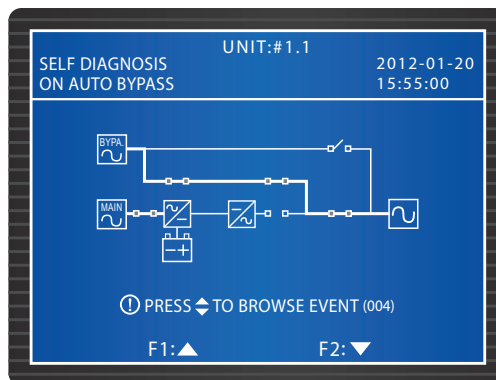 UNIT:#1.1
SELF DIAGNOSIS
ON AUTO BYPASS
2012-01-20
15:55:00
BYPA.
MAIN
PRESS TO BROWSE EVENT (004)
F1:
F2: